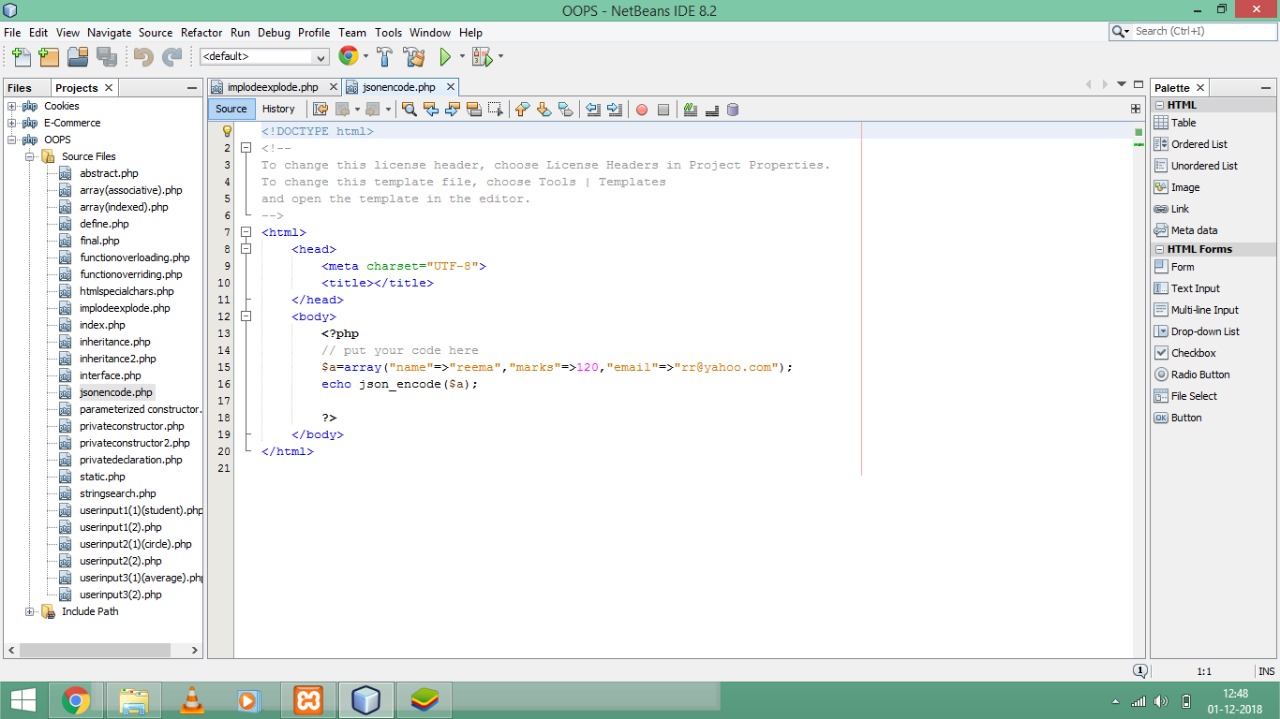 OOPS - NetBeans IDE 8.2
File Edit View Navigate Source Refactor Run Debug Profile Team Tools Window Help
Search (Ctrl+I)
<default>
Files Projects
implodeexplode.php jsonencode.php
Palette
Source History
Cookies
E-Commerce
OOPS
Source Files
abstract.php
array(associative).php
array(indexed).php
define.php
final.php
functionoverloading.php
functionoverriding.php
htmlspecialchars.php
implodeexplode.php
index.php
inheritance.php
inheritance2.php
interface.php
jsonencode.php
parameterized constructor.
privateconstructor.php
privateconstructor2.php
privatedeclaration.php
static.php
stringsearch.php
userinput1(1)(student).php
userinput1(2).php
userinput2(1)(circle).php
userinput2(2).php
userinput3(1)(average).php
userinput3(2).php
Include Path
<!DOCTYPE html>
2 <!--
3 To change this license header, choose License Headers in Project Properties.
4 To change this template file, choose Tools | Templates
5 and open the template in the editor.
6 -->
7 <html>
8 <head>
9 <meta charset="UTF-8">
10 <title></title>
11 </head>
12 <body>
13 <?php
14 // put your code here
15 $a=array("name"=>"reema","marks"=>120,"email"=>"rr@yahoo.com");
16 echo json_encode($a);
17
18 ?>
19 </body>
20 </html>
21
HTML
Table
Ordered List
Unordered List
Image
Link
Meta data
HTML Forms
Form
Text Input
Multi-line Input
Drop-down List
Checkbox
Radio Button
File Select
Button
1:1 INS
12:48
01-12-2018